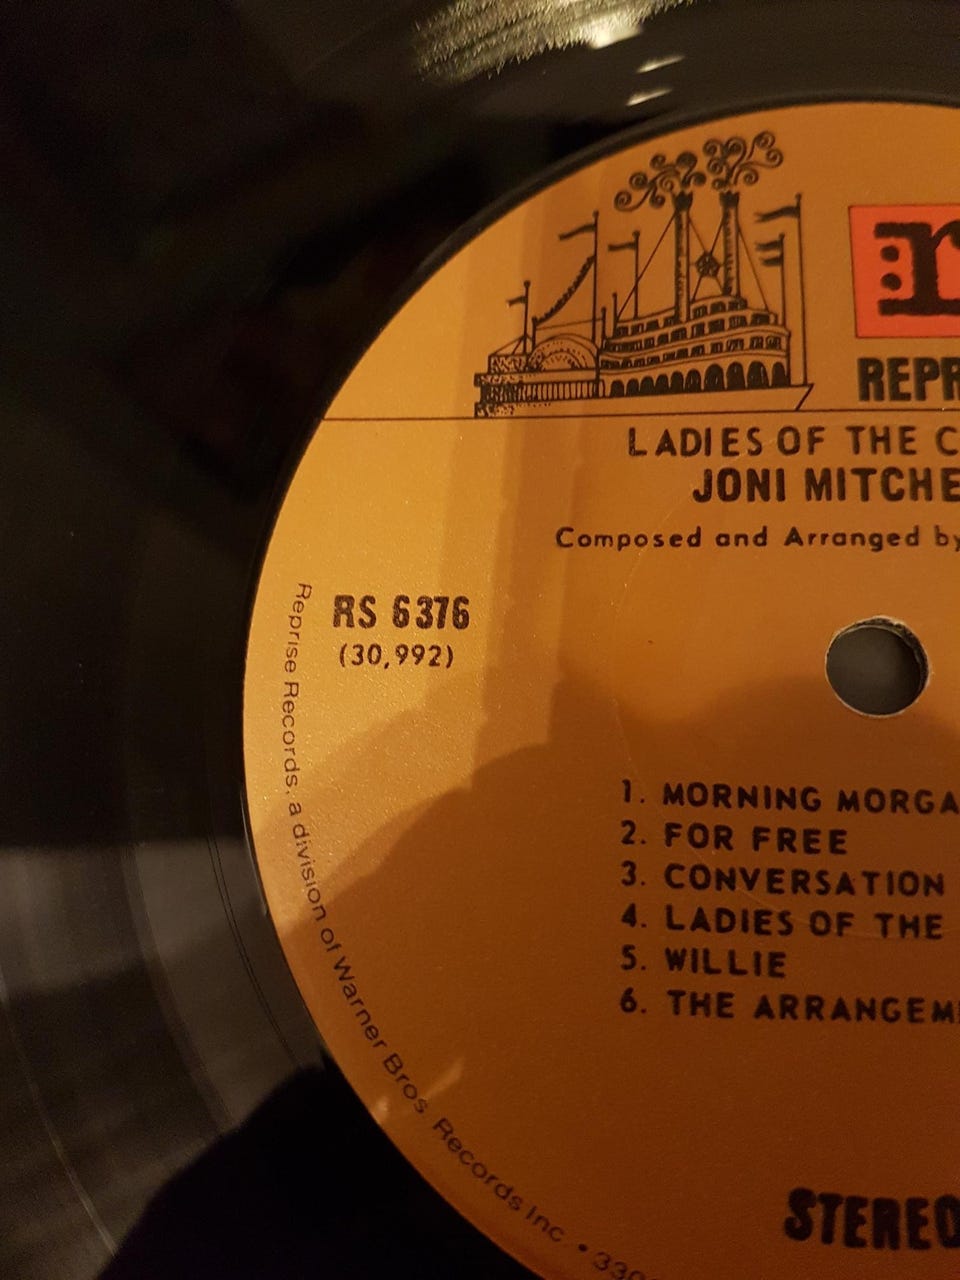 :r
REPR
LADIES OF THE C
JONI MITCHE
Composed and Arranged by
RS 6376
(30,992)
1. MORNING MORGA
2. FOR FREE
3. CONVERSATION
4. LADIES OF THE
5. WILLIE
6. THE ARRANGEM
STEREO
Reprise Records, a division of Warner Bros. Records Inc. • 330